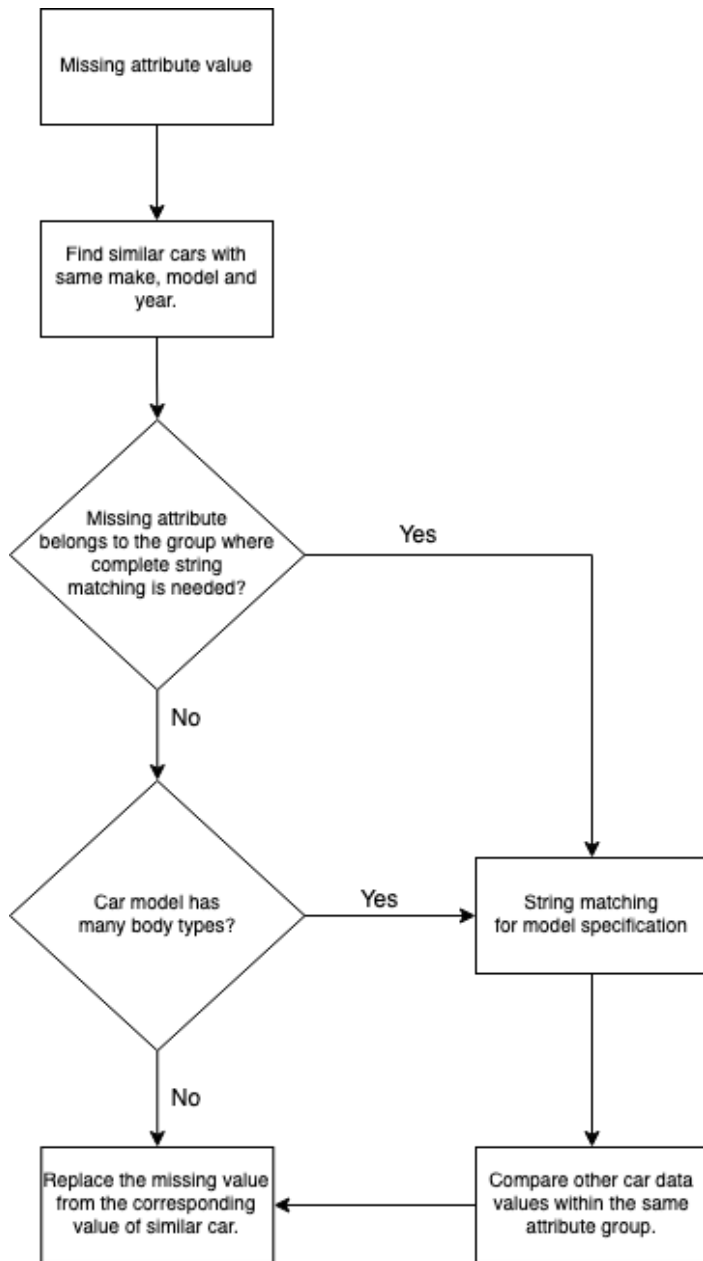 Missing attribute value
Find similar cars with
same make, model and
year.
Missing attribute
belongs to the group where
complete string
matching is needed?
Yes
No
Car model has
many body types?
Yes
String matching
for model specification
No
Replace the missing value
from the corresponding
value of similar car.
Compare other car data
values within the same
attribute group.